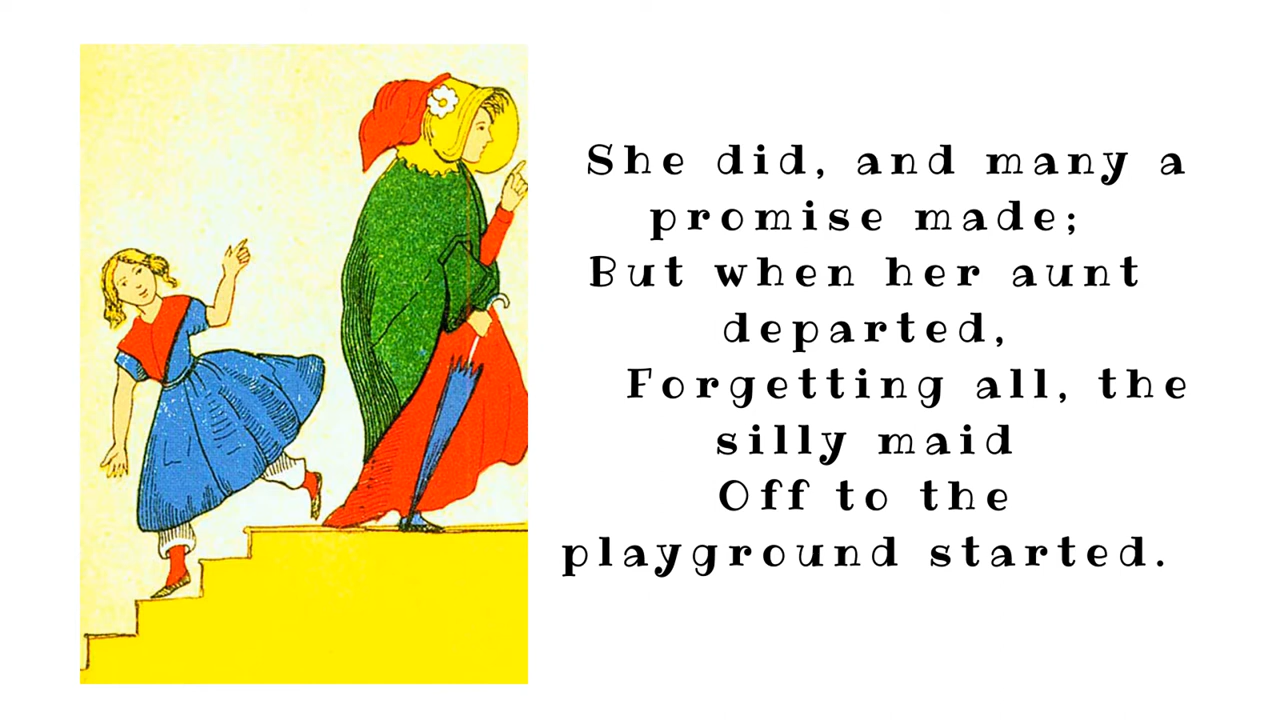 She did, and many a
promise made;
But when her aunt
departed,
Forgetting all, the
silly maid
Off to the
playground started.